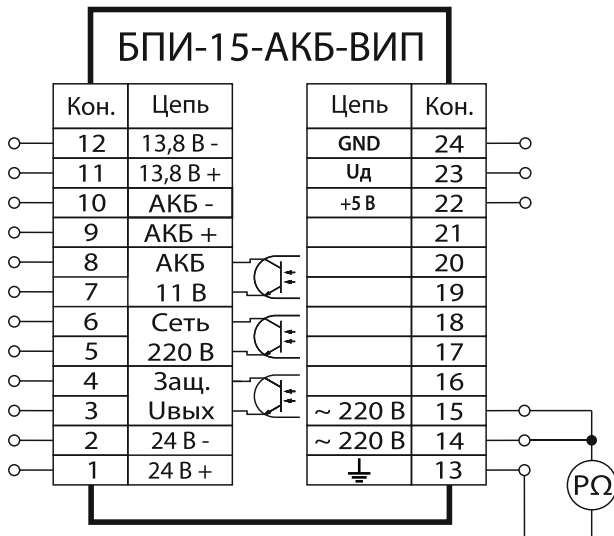 БПИ-15-АКБ-ВИП
Кон. Цепь Цепь Кон.
12 13,8 В - GND 24
11 13,8 В + Uд 23
10 АКБ - +5 В 22
9 АКБ + 21
8 АКБ 20
7 11 В 19
6 Сеть 18
5 220 В 17
4 Защ. 16
3 Uвых ~ 220 В 15
2 24 В - ~ 220 В 14
1 24 В + 13
PΩ